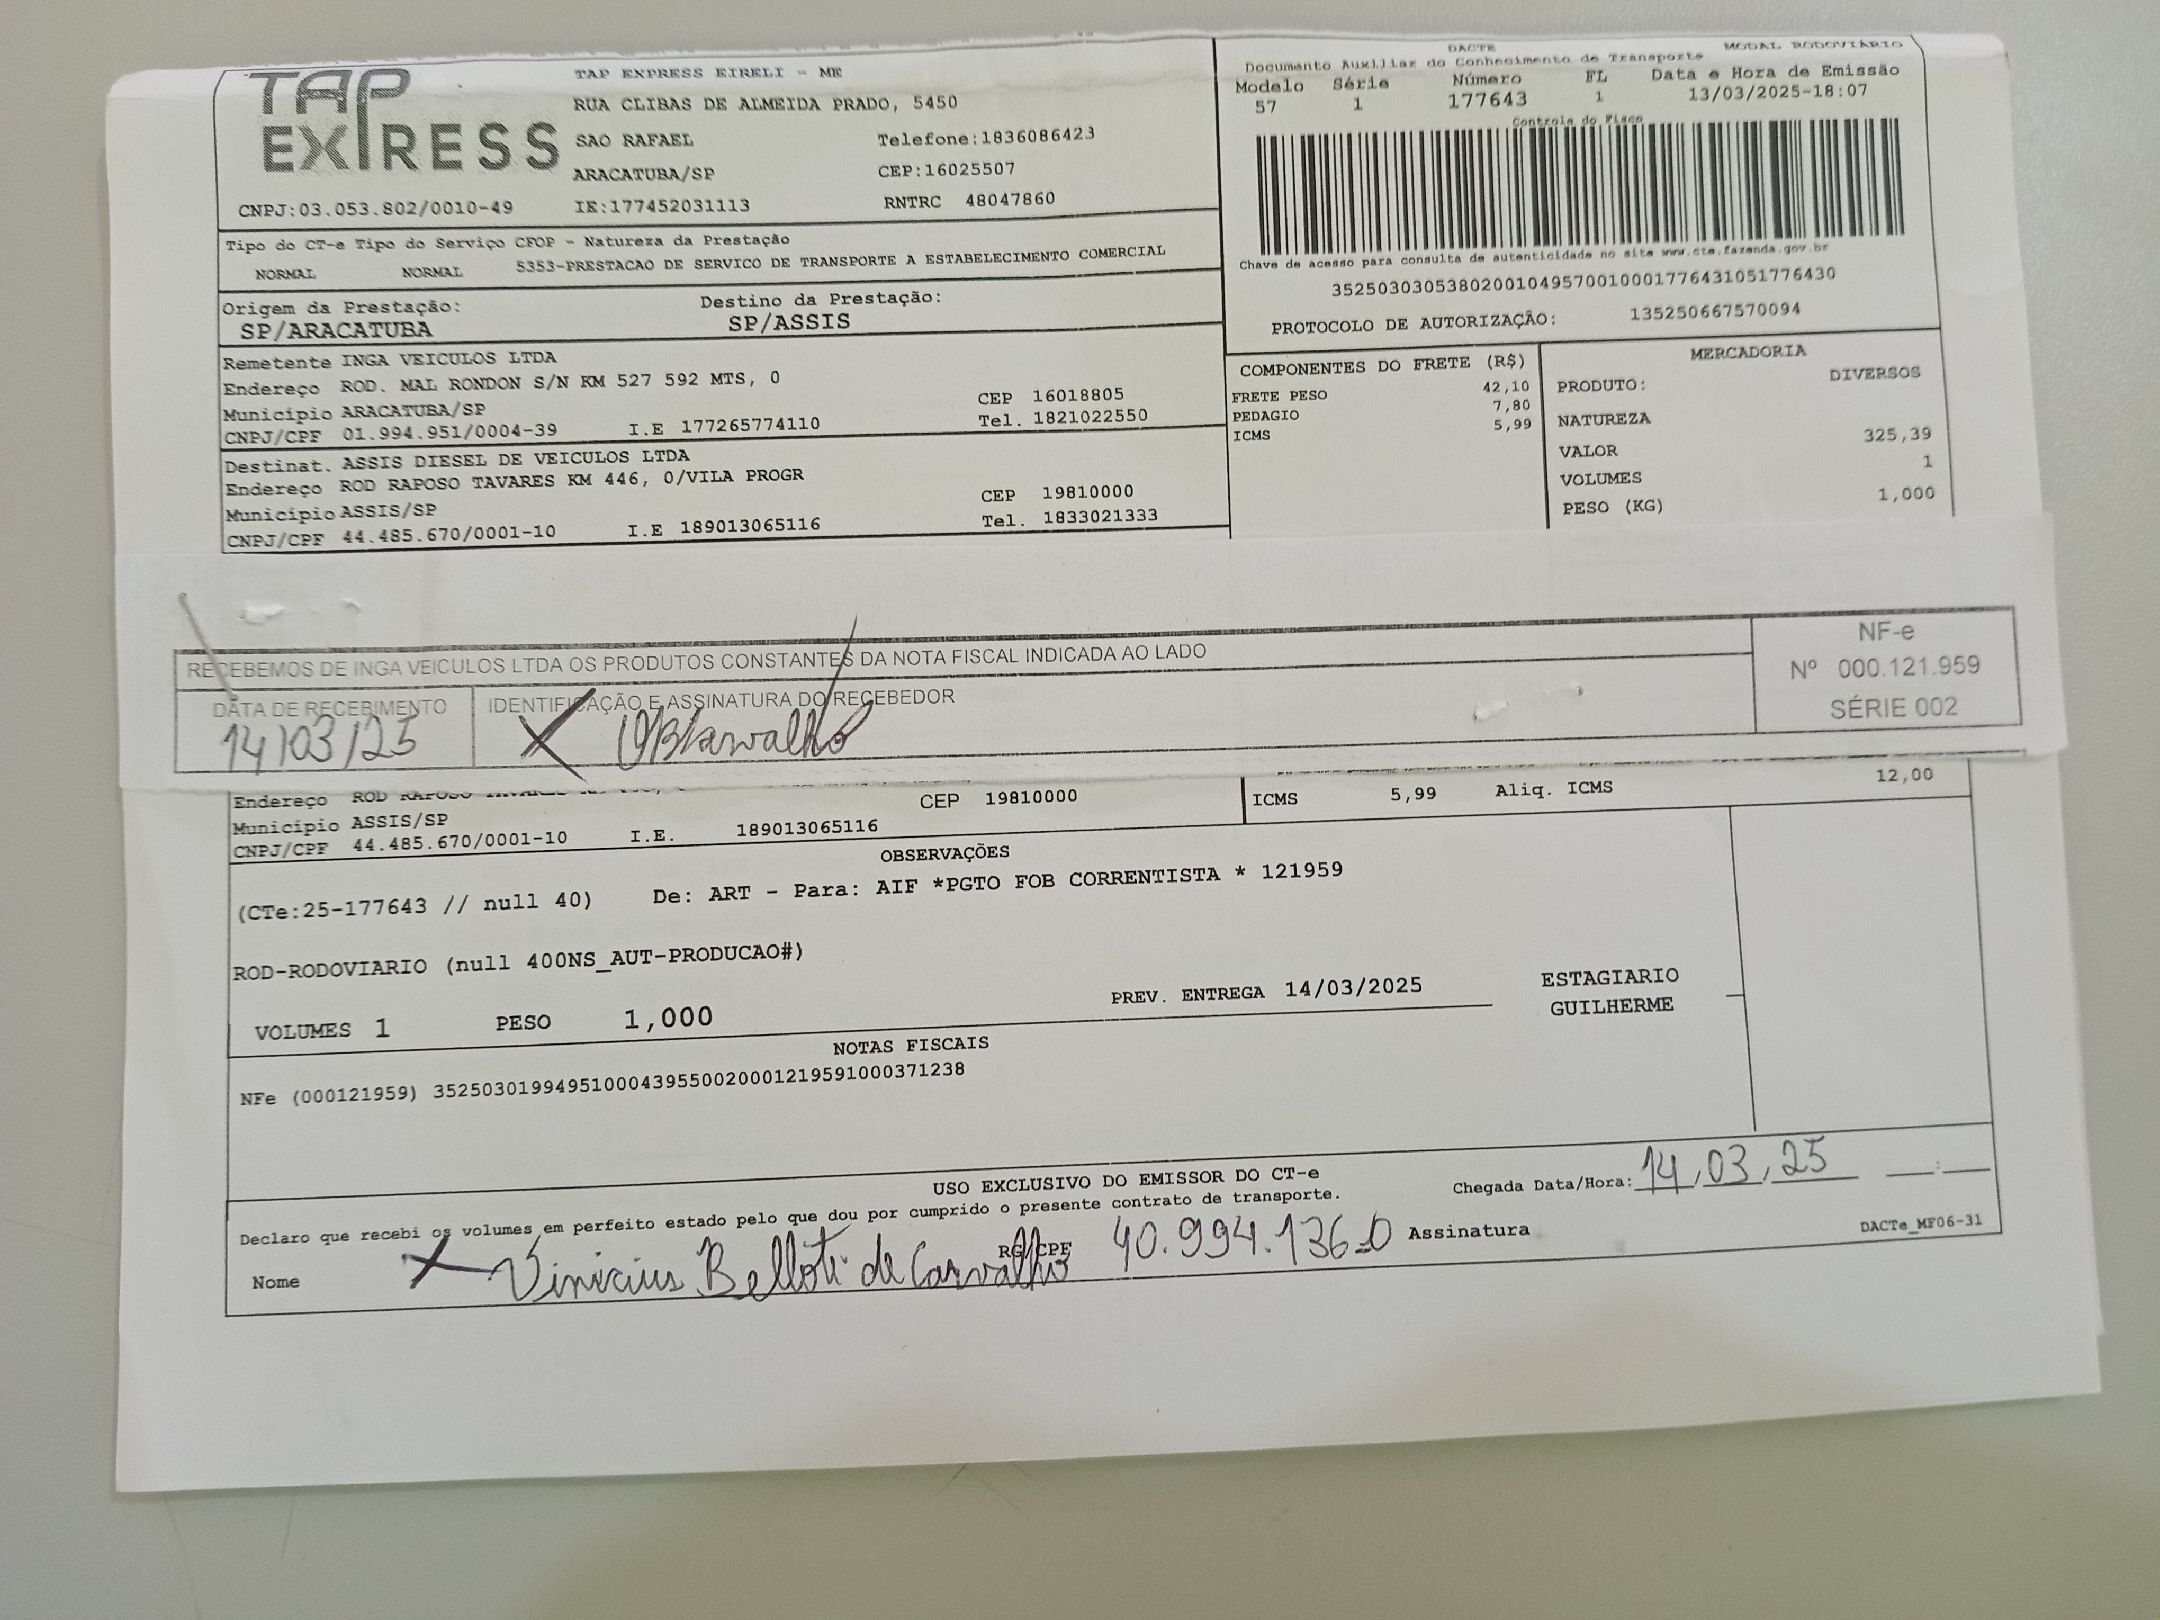 TAP EXPRESS
TAP EXPRESS EIRELI - ME
RUA CLIBAS DE ALMEIDA PRADO, 5450
SAO RAFAEL Telefone:1836086423
ARACATUBA/SP CEP:16025507
CNPJ:03.053.802/0010-49 IE:177452031113 RNTRC 48047860
DACTE MODAL RODOVIÁRIO
Documento Auxiliar do Conhecimento de Transporte
Modelo Série Número FL Data e Hora de Emissão
57 1 177643 1 13/03/2025-18:07
Controle do Fisco
Chave de acesso para consulta de autenticidade no site www.cte.fazenda.gov.br
35250303053802001049570010001776431051776430
PROTOCOLO DE AUTORIZAÇÃO: 135250667570094
Tipo do CT-e Tipo do Serviço CFOP - Natureza da Prestação
NORMAL NORMAL 5353-PRESTACAO DE SERVICO DE TRANSPORTE A ESTABELECIMENTO COMERCIAL
Origem da Prestação: Destino da Prestação:
SP/ARACATUBA SP/ASSIS
Remetente INGA VEICULOS LTDA
Endereço ROD. MAL RONDON S/N KM 527 592 MTS, 0
Município ARACATUBA/SP CEP 16018805
CNPJ/CPF 01.994.951/0004-39 I.E 177265774110 Tel. 1821022550
Destinat. ASSIS DIESEL DE VEICULOS LTDA
Endereço ROD RAPOSO TAVARES KM 446, 0/VILA PROGR
Município ASSIS/SP CEP 19810000
CNPJ/CPF 44.485.670/0001-10 I.E 189013065116 Tel. 1833021333
COMPONENTES DO FRETE (R$)
FRETE PESO 42,10
PEDAGIO 7,80
ICMS 5,99
MERCADORIA
PRODUTO: DIVERSOS
NATUREZA
VALOR 325,39
VOLUMES 1
PESO (KG) 1,000
RECEBEMOS DE INGA VEICULOS LTDA OS PRODUTOS CONSTANTES DA NOTA FISCAL INDICADA AO LADO
DATA DE RECEBIMENTO IDENTIFICAÇÃO E ASSINATURA DO RECEBEDOR
14/03/25 X VBCarvalho
NF-e
Nº 000.121.959
SÉRIE 002
Endereço ROD RAPOSO CEP 19810000
Município ASSIS/SP
CNPJ/CPF 44.485.670/0001-10 I.E. 189013065116
ICMS 5,99 Aliq. ICMS 12,00
OBSERVAÇÕES
(CTe:25-177643 // null 40) De: ART - Para: AIF *PGTO FOB CORRENTISTA * 121959
ROD-RODOVIARIO (null 400NS_AUT-PRODUCAO#)
VOLUMES 1 PESO 1,000 PREV. ENTREGA 14/03/2025
ESTAGIARIO
GUILHERME
NOTAS FISCAIS
NFe (000121959) 35250301994951000439550020001219591000371238
USO EXCLUSIVO DO EMISSOR DO CT-e
Declaro que recebi os volumes em perfeito estado pelo que dou por cumprido o presente contrato de transporte.
Chegada Data/Hora: 14/03/25 __:__
Nome X Vinicius Belloti de Carvalho RG/CPF 40.994.136-0 Assinatura
DACTe_MF06-31